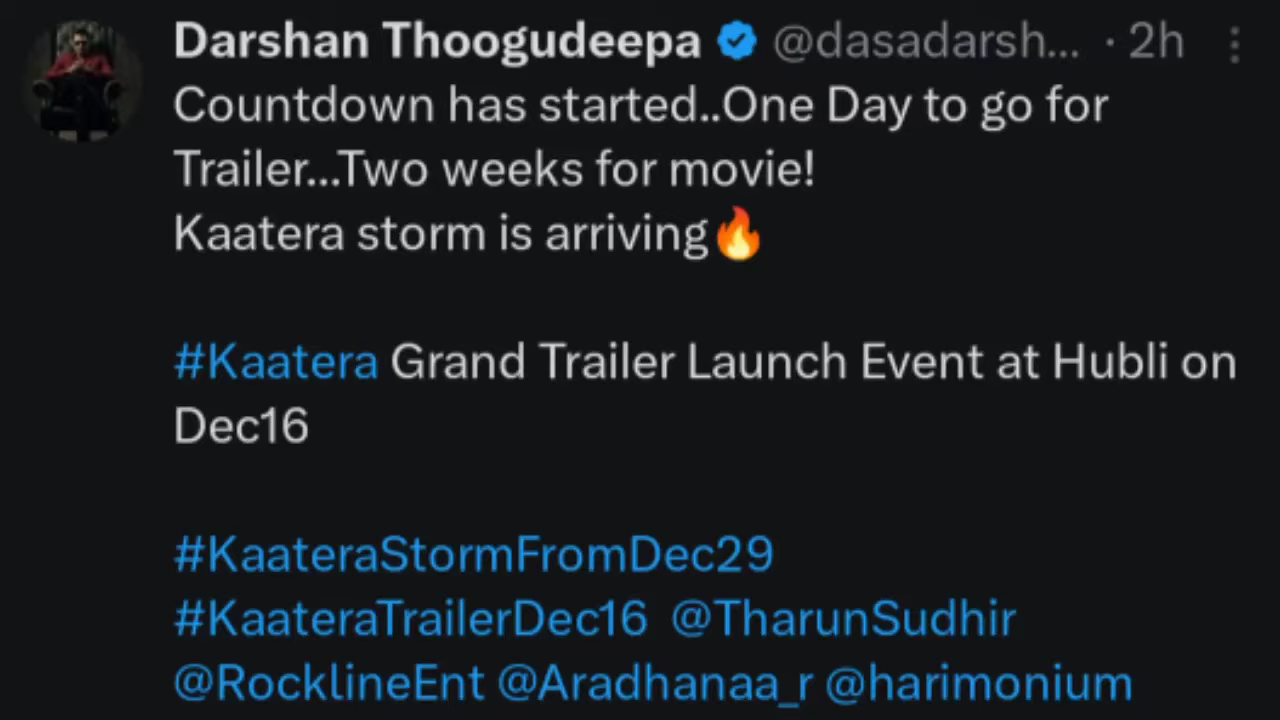 Darshan Thoogudeepa @dasadarsh... · 2h
Countdown has started..One Day to go for
Trailer...Two weeks for movie!
Kaatera storm is arriving🔥
#Kaatera Grand Trailer Launch Event at Hubli on
Dec16
#KaateraStormFromDec29
#KaateraTrailerDec16 @TharunSudhir
@RocklineEnt @Aradhanaa_r @harimonium